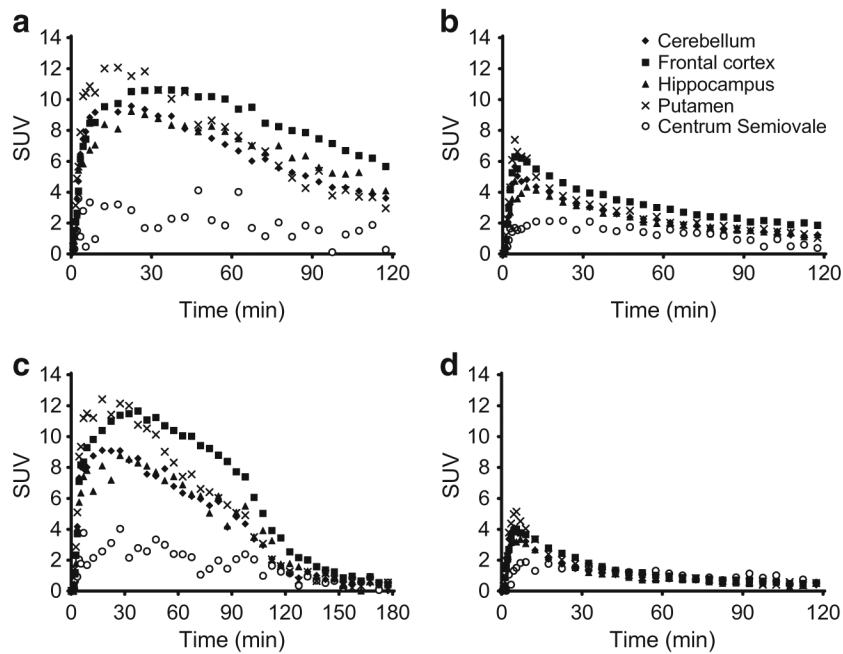 a
14
12
10
8
6
4
2
0
SUV
0 30 60 90 120
Time (min)
b
14
12
10
8
6
4
2
0
SUV
Cerebellum
Frontal cortex
Hippocampus
Putamen
Centrum Semiovale
0 30 60 90 120
Time (min)
c
14
12
10
8
6
4
2
0
SUV
0 30 60 90 120 150 180
Time (min)
d
14
12
10
8
6
4
2
0
SUV
0 30 60 90 120
Time (min)